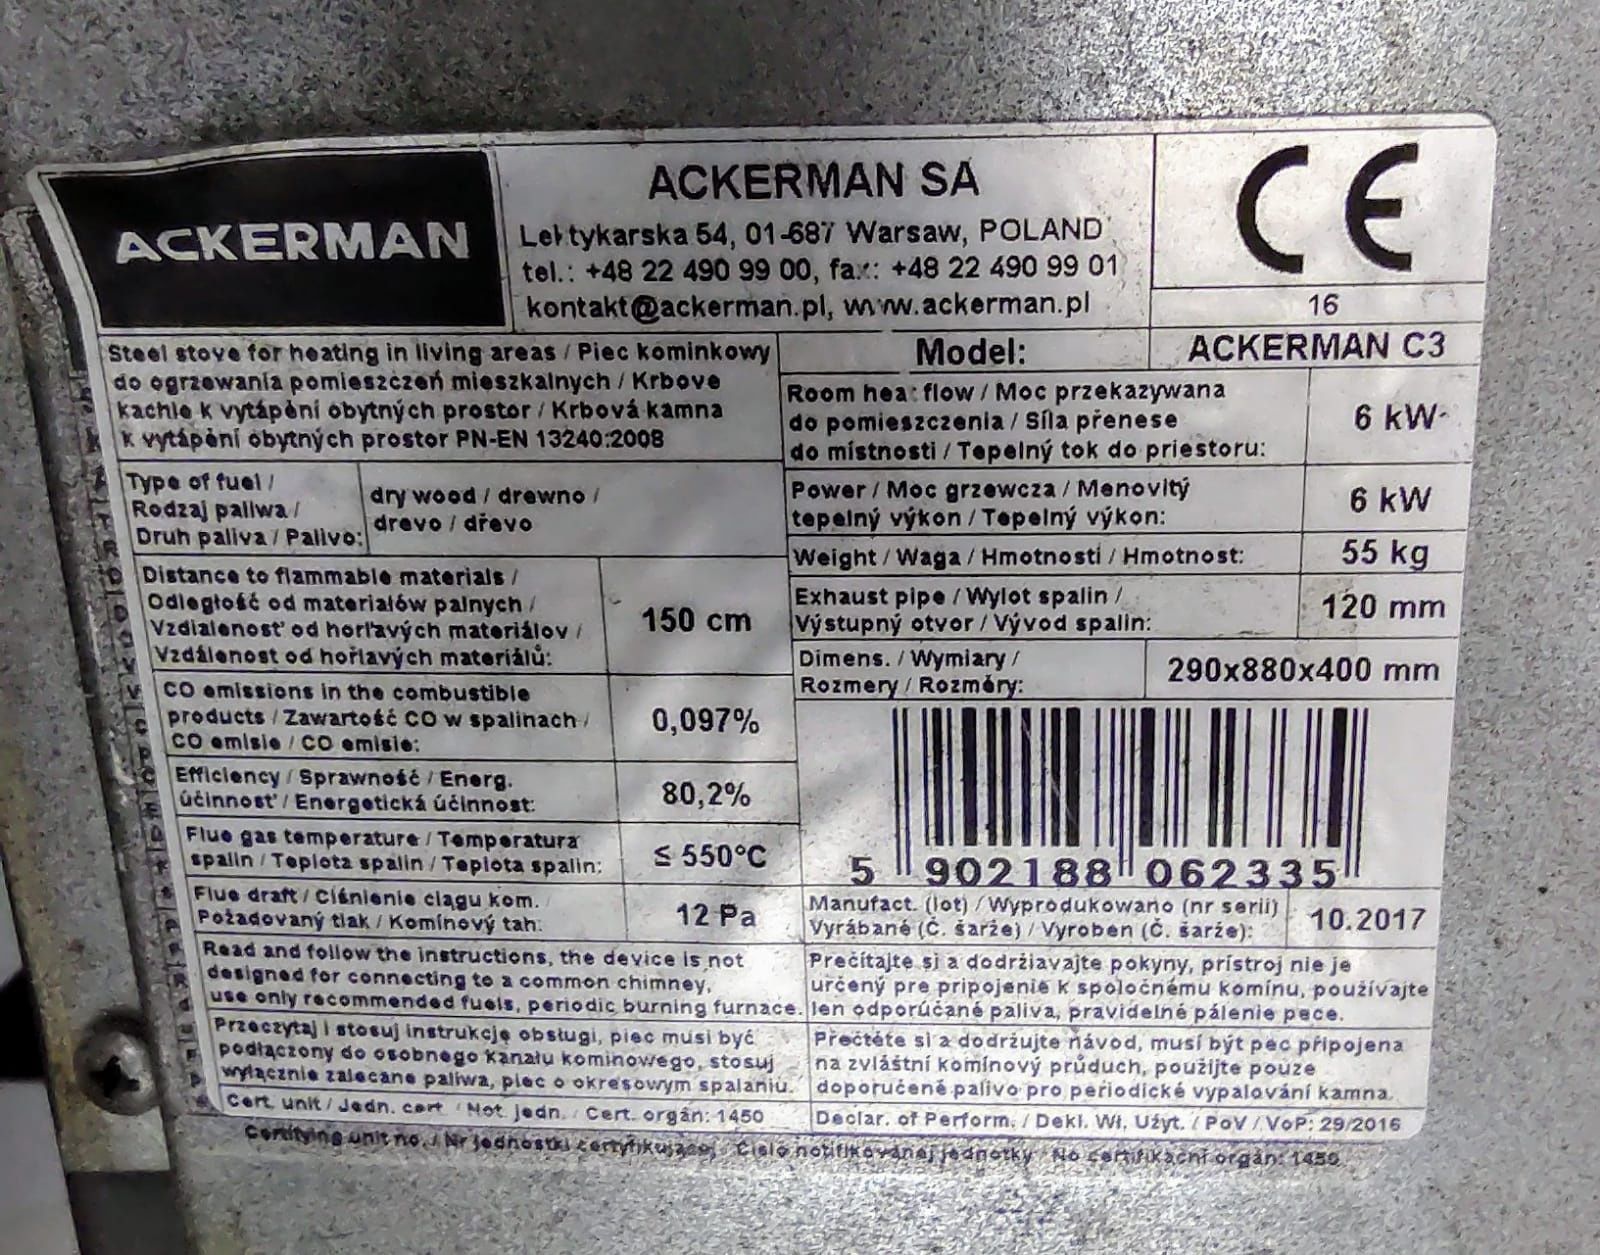 ACKERMAN
ACKERMAN SA
Lektykarska 54, 01-687 Warsaw, POLAND
tel.: +48 22 490 99 00, fax: +48 22 490 99 01
kontakt@ackerman.pl, www.ackerman.pl
CE
16
Steel stove for heating in living areas / Piec kominkowy
do ogrzewania pomieszczeń mieszkalnych / Krbove
kachle k vytápění obytných prostor / Krbová kamna
k vytápění obytných prostor PN-EN 13240:2008
Model:
ACKERMAN C3
Room heat flow / Moc przekazywana
do pomieszczenia / Síla přenese
do místnosti / Tepelný tok do priestoru:
6 kW
Type of fuel /
Rodzaj paliwa /
Druh paliva / Palivo:
dry wood / drewno /
drevo / dřevo
Power / Moc grzewcza / Menovitý
tepelný výkon / Tepelný výkon:
6 kW
Weight / Waga / Hmotnosti / Hmotnost:
55 kg
Distance to flammable materials /
Odległość od materiałów palnych /
Vzdialenosť od horľavých materiálov /
Vzdálenost od hořlavých materiálů:
150 cm
Exhaust pipe / Wylot spalin /
Výstupný otvor / Vývod spalin:
120 mm
Dimens. / Wymiary /
Rozmery / Rozměry:
290x880x400 mm
CO emissions in the combustible
products / Zawartość CO w spalinach /
CO emisie / CO emisie:
0,097%
Efficiency / Sprawność / Energ.
účinnosť / Energetická účinnost:
80,2%
Flue gas temperature / Temperatura
spalin / Teplota spalin / Teplota spalin:
≤ 550°C
5 902188 062335
Flue draft / Ciśnienie ciągu kom.
Požadovaný tlak / Komínový tah:
12 Pa
Manufact. (lot) / Wyprodukowano (nr serii)
Vyrábané (Č. šarže) / Vyroben (Č. šarže):
10.2017
Read and follow the instructions, the device is not
designed for connecting to a common chimney,
use only recommended fuels, periodic burning furnace.
Prečítajte si a dodržiavajte pokyny, prístroj nie je
určený pre pripojenie k spoločnému komínu, používajte
len odporúčané paliva, pravidelné pálenie pece.
Przeczytaj i stosuj instrukcję obsługi, piec musi być
podłączony do osobnego kanału kominowego, stosuj
wyłącznie zalecane paliwa, piec o okresowym spalaniu.
Přečtěte si a dodržujte návod, musí být pec připojena
na zvláštní komínový průduch, použijte pouze
doporučené palivo pro periodické vypalování kamna.
Cert. unit / Jedn. cert. / Not. jedn. / Cert. orgán: 1450
Declar. of Perform. / Dekl. Wł. Użyt. / PoV / VoP: 29/2016
Certifying unit no. / Nr jednostki certyfikującej / Číslo notifikovanej jednotky / No certifikační orgán: 1450